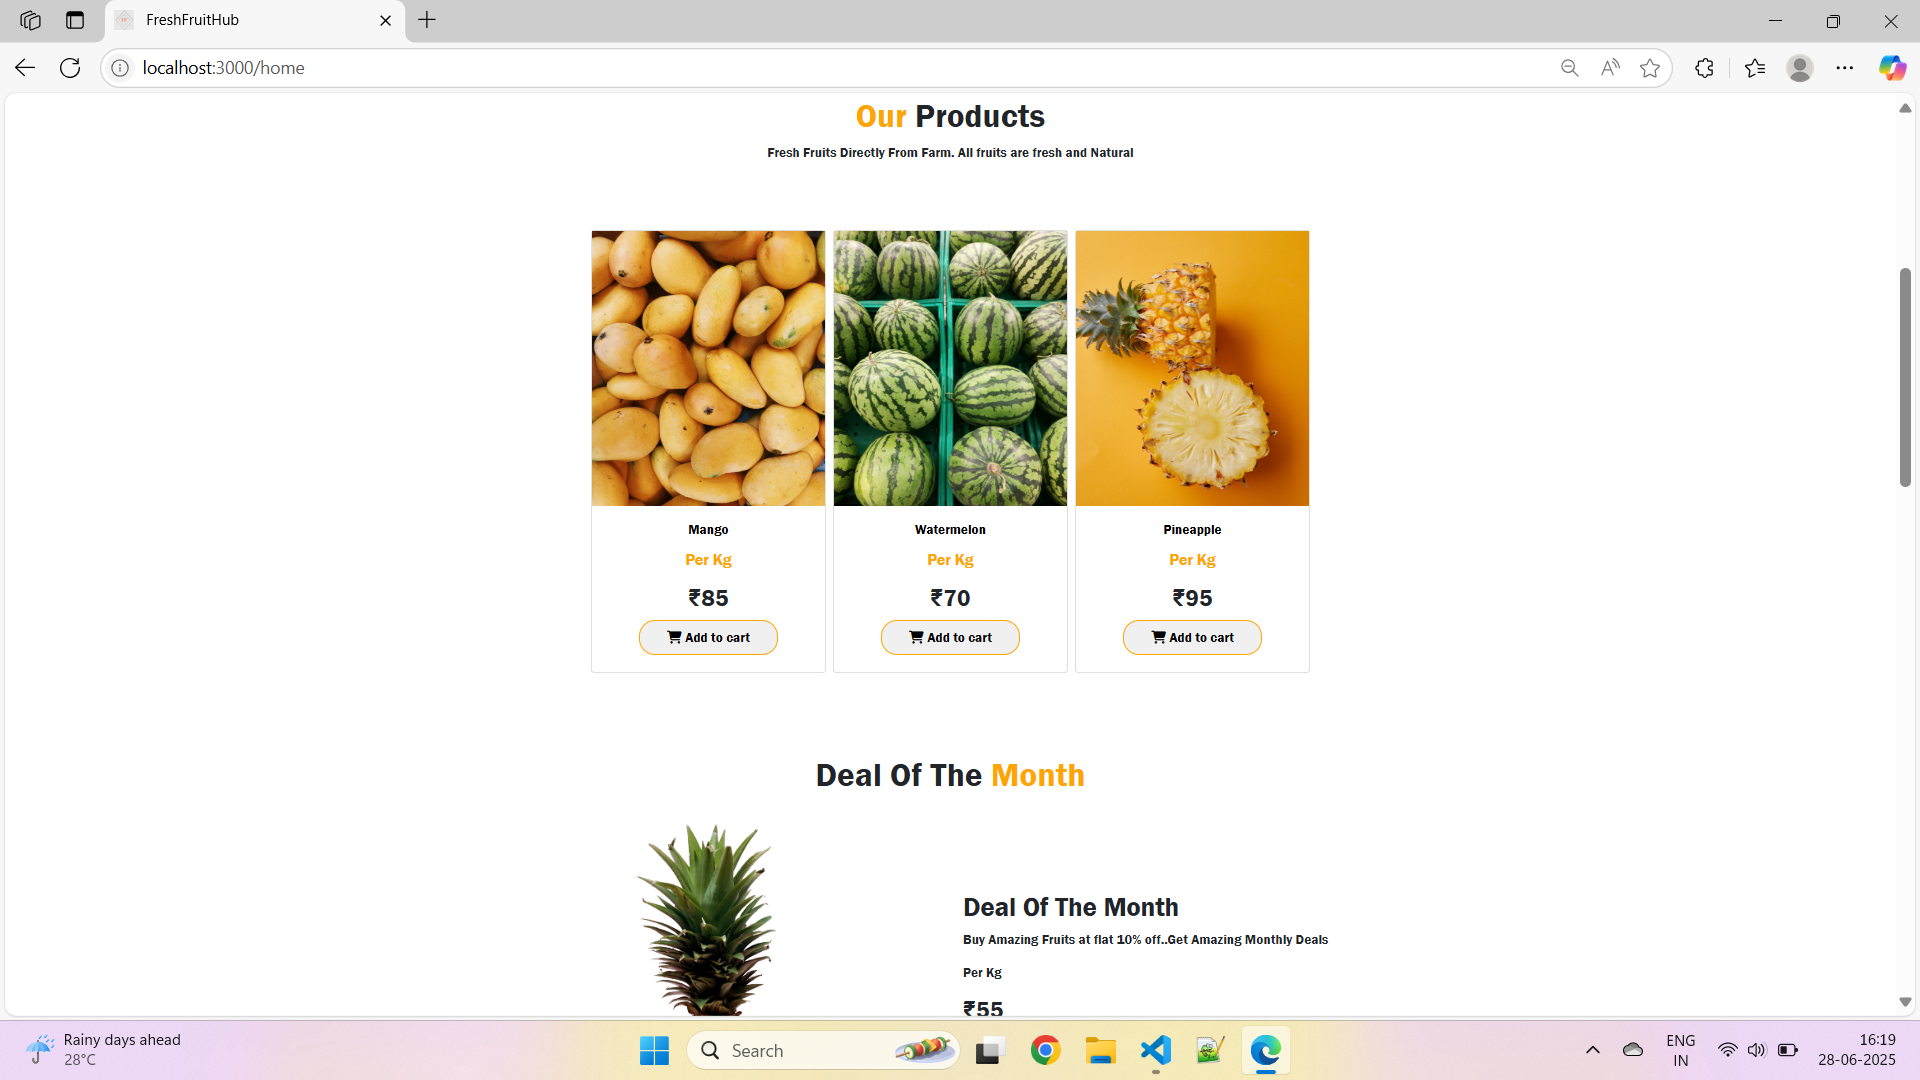 FreshFruitHub
localhost:3000/home
Our Products
Fresh Fruits Directly From Farm. All fruits are fresh and Natural
Mango
Per Kg
₹85
Add to cart
Watermelon
Per Kg
₹70
Add to cart
Pineapple
Per Kg
₹95
Add to cart
Deal Of The Month
Deal Of The Month
Buy Amazing Fruits at flat 10% off..Get Amazing Monthly Deals
Per Kg
₹55
Rainy days ahead
28°C
Search
ENG
IN
16:19
28-06-2025